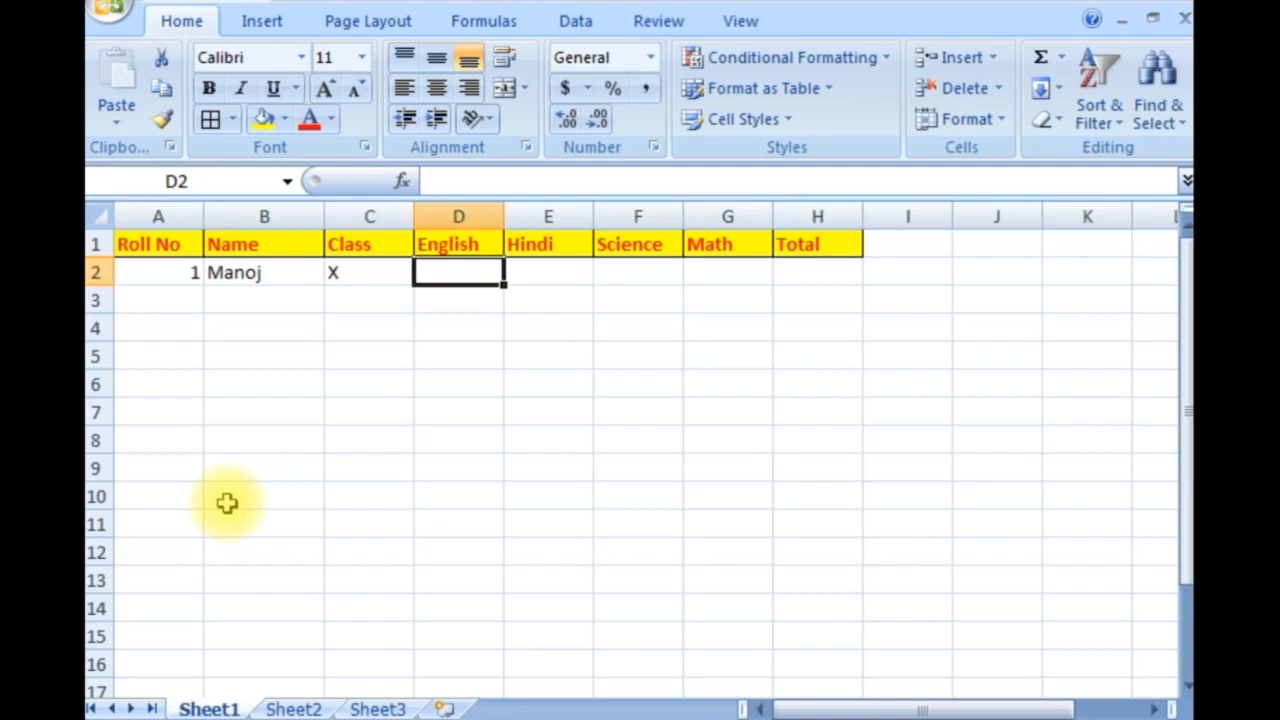 Home Insert Page Layout Formulas Data Review View
Calibri 11 General Conditional Formatting Insert Σ
Paste B I U $ % , Format as Table Delete Sort & Filter Find & Select
A Cell Styles Format
Clipbo... Font Alignment Number Styles Cells Editing
D2 fx
A B C D E F G H I J K
1 Roll No Name Class English Hindi Science Math Total
2 1 Manoj X
3
4
5
6
7
8
9
10
11
12
13
14
15
16
17
Sheet1 Sheet2 Sheet3